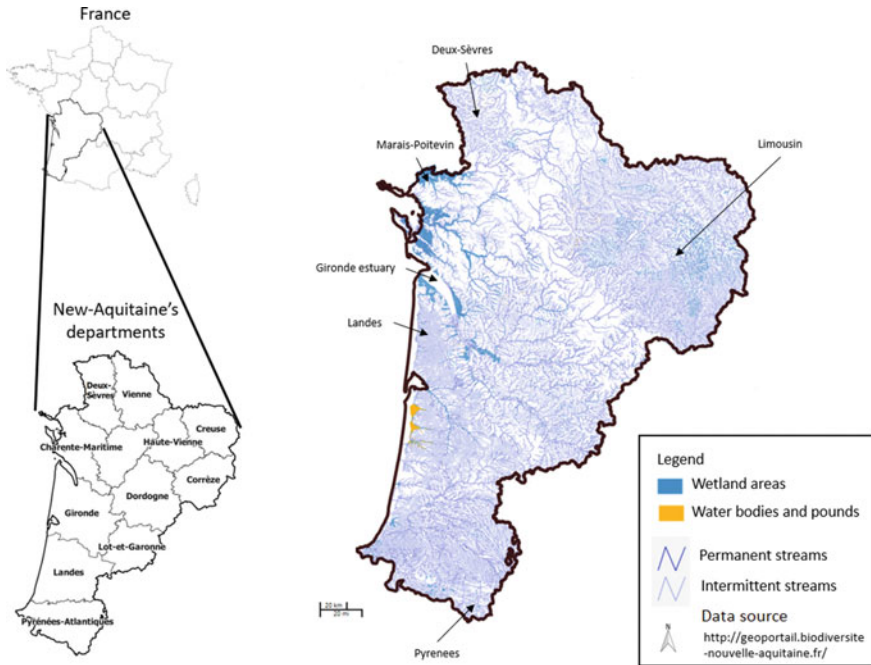 France
New-Aquitaine's
departments
Deux-
Sèvres
Vienne
Creuse
Haute-Vienne
Charente-Maritime
Corrèze
Dordogne
Gironde
Lot-et-Garonne
Landes
Pyrénées-Atlantiques
Deux-Sèvres
Marais-Poitevin
Limousin
Gironde estuary
Landes
Pyrenees
20 km
20 m
Legend
Wetland areas
Water bodies and pounds
Permanent streams
Intermittent streams
N
Data source
http://geoportail.biodiversite
-nouvelle-aquitaine.fr/